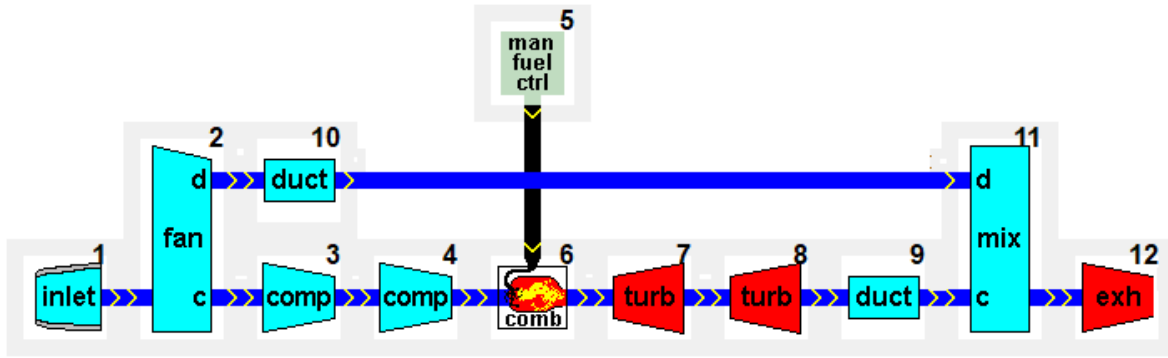 5
man
fuel
ctrl
2
10
11
d
duct
d
fan
mix
1
3
4
6
7
8
9
12
inlet
c
comp
comp
comb
turb
turb
duct
c
exh